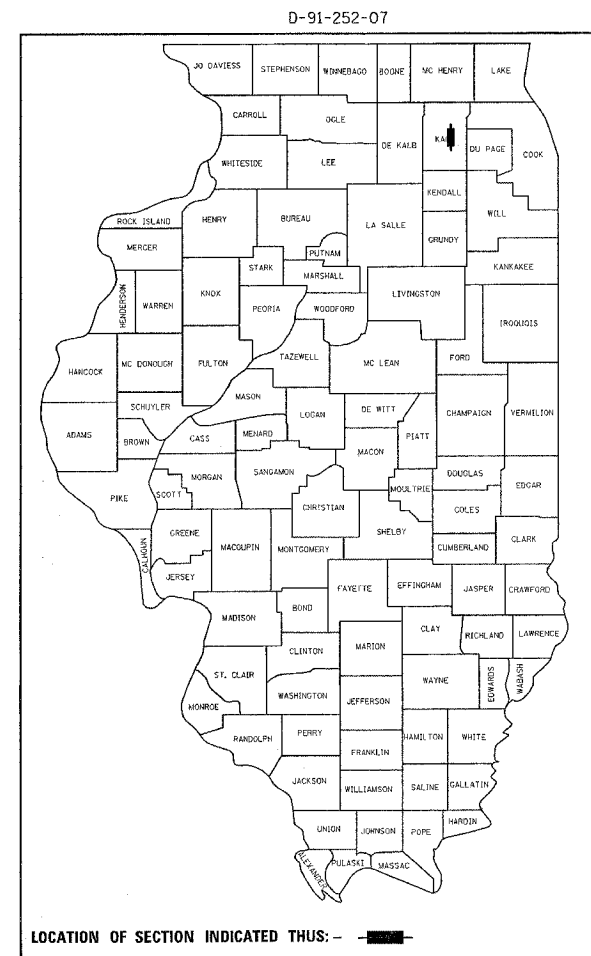 D-91-252-07
JO DAVIESS
STEPHENSON
WINNEBAGO
BOONE
MC HENRY
LAKE
CARROLL
OGLE
DE KALB
DU PAGE
COOK
WHITESIDE
LEE
KENDALL
WILL
ROCK ISLAND
HENRY
BUREAU
LA SALLE
GRUNDY
MERCER
PUTNAM
KANKAKEE
STARK
MARSHALL
HENDERSON
WARREN
KNOX
PEORIA
WOODFORD
LIVINGSTON
IROQUOIS
HANCOCK
MC DONOUGH
FULTON
TAZEWELL
MC LEAN
FORD
MASON
SCHUYLER
LOGAN
DE WITT
CHAMPAIGN
VERMILION
ADAMS
BROWN
CASS
MENARD
MACON
PIATT
SANGAMON
DOUGLAS
EDGAR
PIKE
SCOTT
MORGAN
MOULTRIE
COLES
CHRISTIAN
SHELBY
CALHOUN
GREENE
MACOUPIN
MONTGOMERY
CUMBERLAND
CLARK
JERSEY
FAYETTE
EFFINGHAM
JASPER
CRAWFORD
MADISON
BOND
CLAY
RICHLAND
LAWRENCE
CLINTON
MARION
ST. CLAIR
WAYNE
EDWARDS
WABASH
MONROE
WASHINGTON
JEFFERSON
RANDOLPH
PERRY
HAMILTON
WHITE
FRANKLIN
JACKSON
WILLIAMSON
SALINE
GALLATIN
UNION
JOHNSON
POPE
HARDIN
ALEXANDER
PULASKI
MASSAC
LOCATION OF SECTION INDICATED THUS: –